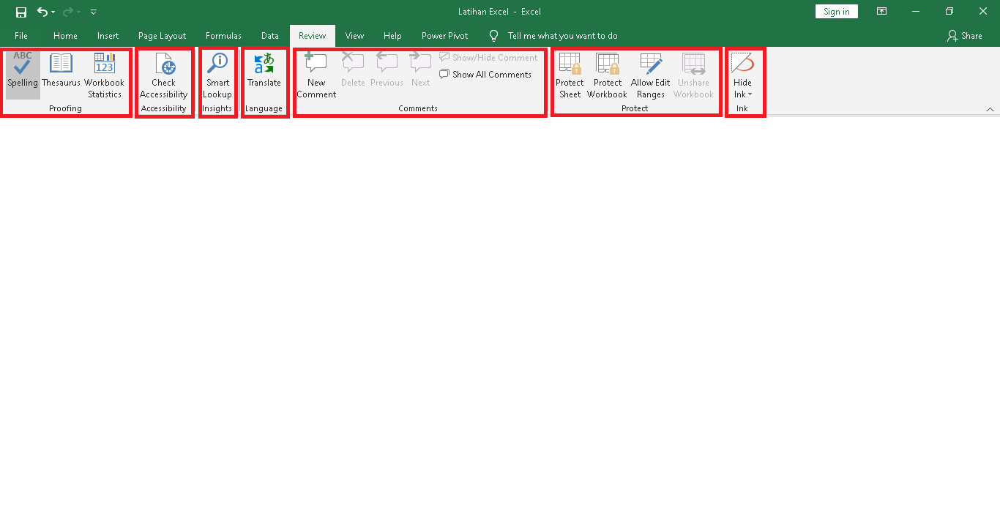 Latihan Excel - Excel
Sign in
File Home Insert Page Layout Formulas Data Review View Help Power Pivot Tell me what you want to do Share
ABC
Spelling
Thesaurus
123
Workbook
Statistics
Proofing
Check
Accessibility
Accessibility
Smart
Lookup
Insights
a あ
Translate
Language
New
Comment
Delete
Previous
Next
Show/Hide Comment
Show All Comments
Comments
Protect
Sheet
Protect
Workbook
Allow Edit
Ranges
Unshare
Workbook
Protect
Hide
Ink
Ink